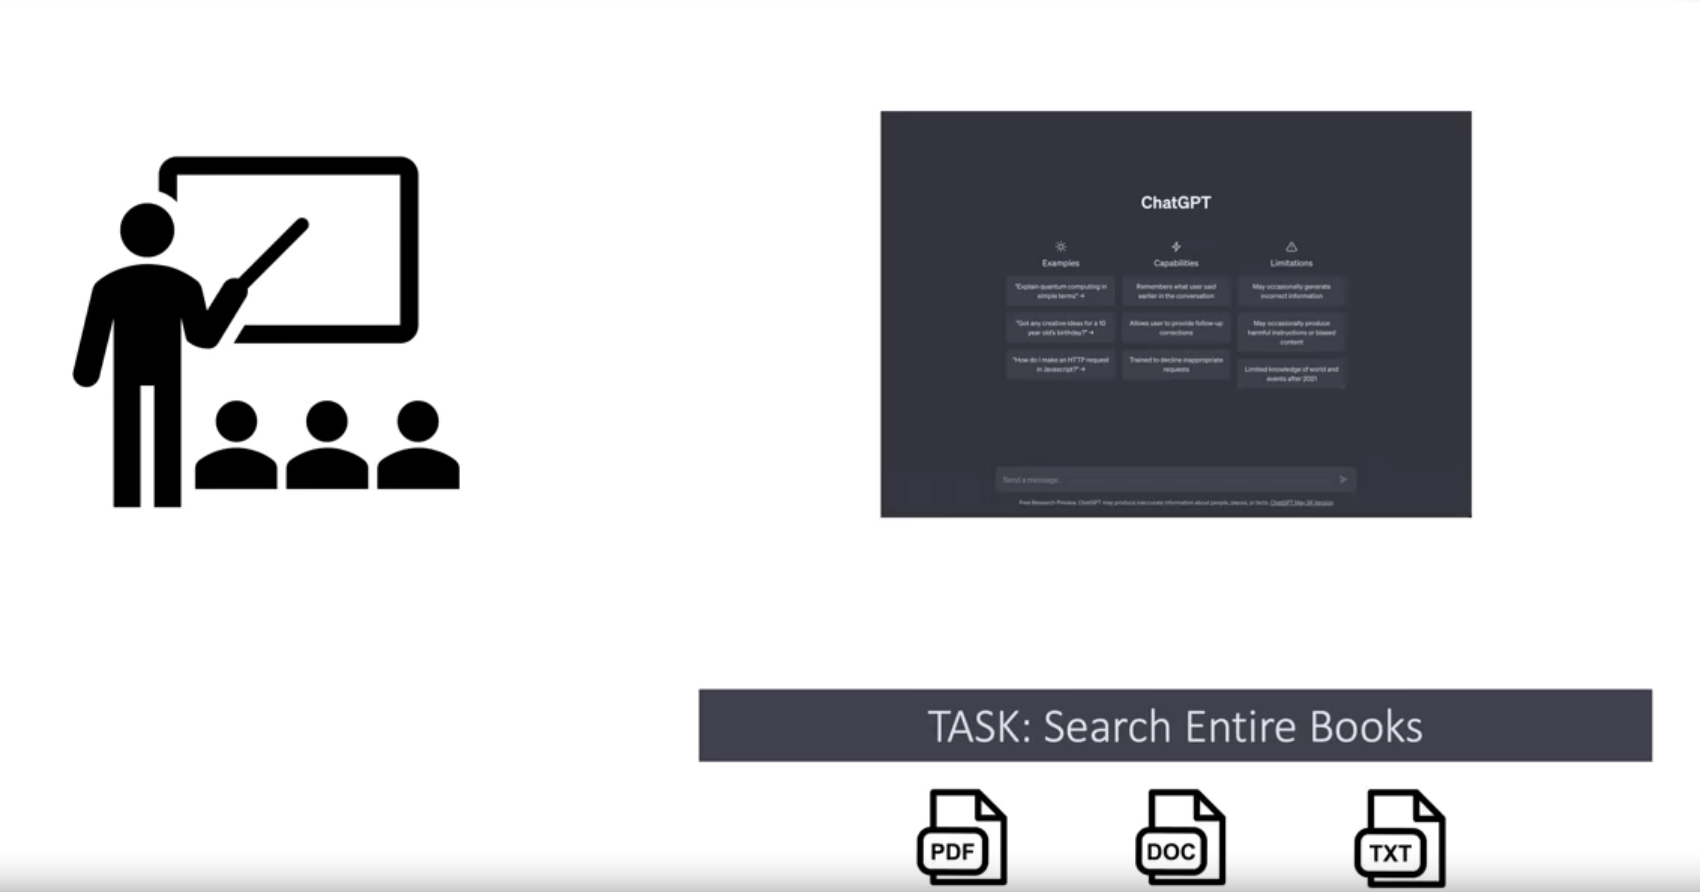 ChatGPT
Examples
"Explain quantum computing in
simple terms" →
"Got any creative ideas for a 10
year old's birthday?" →
"How do I make an HTTP request
in Javascript?" →
Capabilities
Remembers what user said
earlier in the conversation
Allows user to provide follow-up
corrections
Trained to decline inappropriate
requests
Limitations
May occasionally generate
incorrect information
May occasionally produce
harmful instructions or biased
content
Limited knowledge of world and
events after 2021
Send a message.
Free Research Preview. ChatGPT may produce inaccurate information about people, places, or facts. ChatGPT May 24 Version
TASK: Search Entire Books
PDF
DOC
TXT